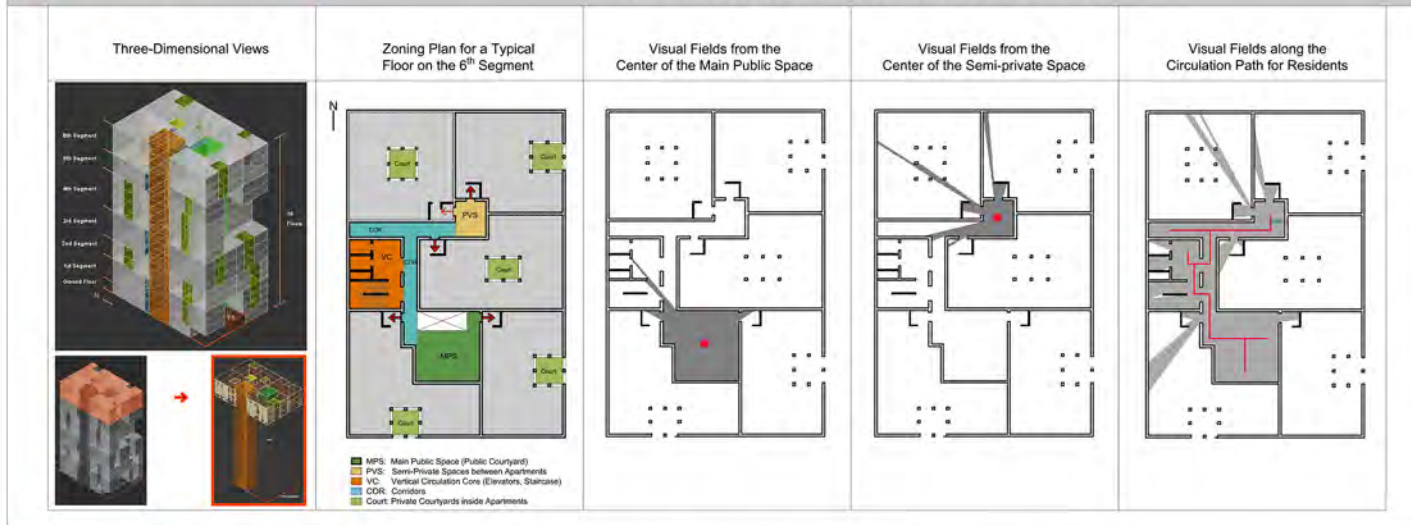 Three-Dimensional Views
Zoning Plan for a Typical
Floor on the 6th Segment
Visual Fields from the
Center of the Main Public Space
Visual Fields from the
Center of the Semi-private Space
Visual Fields along the
Circulation Path for Residents
4th Segment
3rd Segment
2nd Segment
1st Segment
Ground Floor
Floors
N
N
Court
Court
PVS
COR
VC
COR
Court
MPS
Court
Court
MPS: Main Public Space (Public Courtyard)
PVS: Semi-Private Spaces between Apartments
VC: Vertical Circulation Core (Elevators, Staircase)
COR: Corridors
Court: Private Courtyards inside Apartments